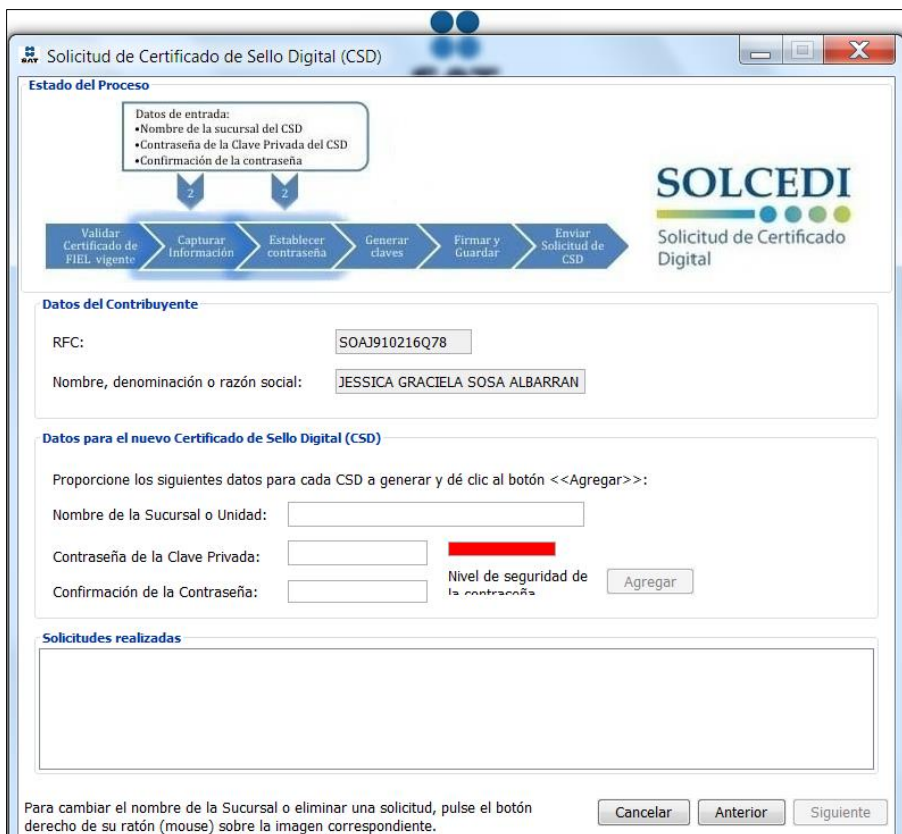 Solicitud de Certificado de Sello Digital (CSD)
Estado del Proceso
Datos de entrada:
•Nombre de la sucursal del CSD
•Contraseña de la Clave Privada del CSD
•Confirmación de la contraseña
2
2
Validar
Certificado de
FIEL vigente
Capturar
Información
Establecer
contraseña
Generar
claves
Firmar y
Guardar
Enviar
Solicitud de
CSD
SOLCEDI
Solicitud de Certificado
Digital
Datos del Contribuyente
RFC:
SOAJ910216Q78
Nombre, denominación o razón social:
JESSICA GRACIELA SOSA ALBARRAN
Datos para el nuevo Certificado de Sello Digital (CSD)
Proporcione los siguientes datos para cada CSD a generar y dé clic al botón <<Agregar>>:
Nombre de la Sucursal o Unidad:
Contraseña de la Clave Privada:
Confirmación de la Contraseña:
Nivel de seguridad de
la contraseña
Agregar
Solicitudes realizadas
Para cambiar el nombre de la Sucursal o eliminar una solicitud, pulse el botón
derecho de su ratón (mouse) sobre la imagen correspondiente.
Cancelar
Anterior
Siguiente